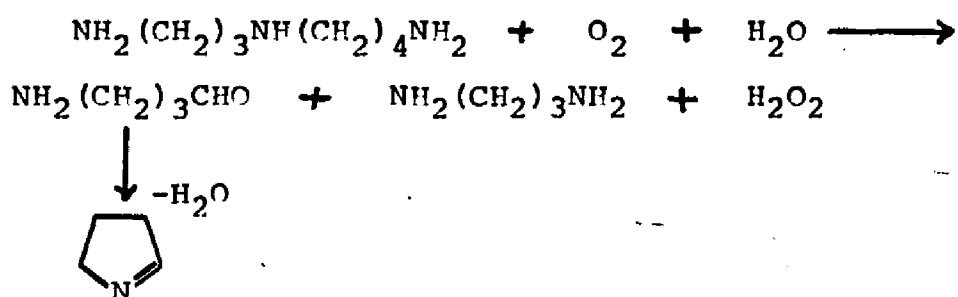 NH₂(CH₂)₃NH(CH₂)₄NH₂ + O₂ + H₂O ⟶
NH₂(CH₂)₃CHO + NH₂(CH₂)₃NH₂ + H₂O₂
-H₂O
N